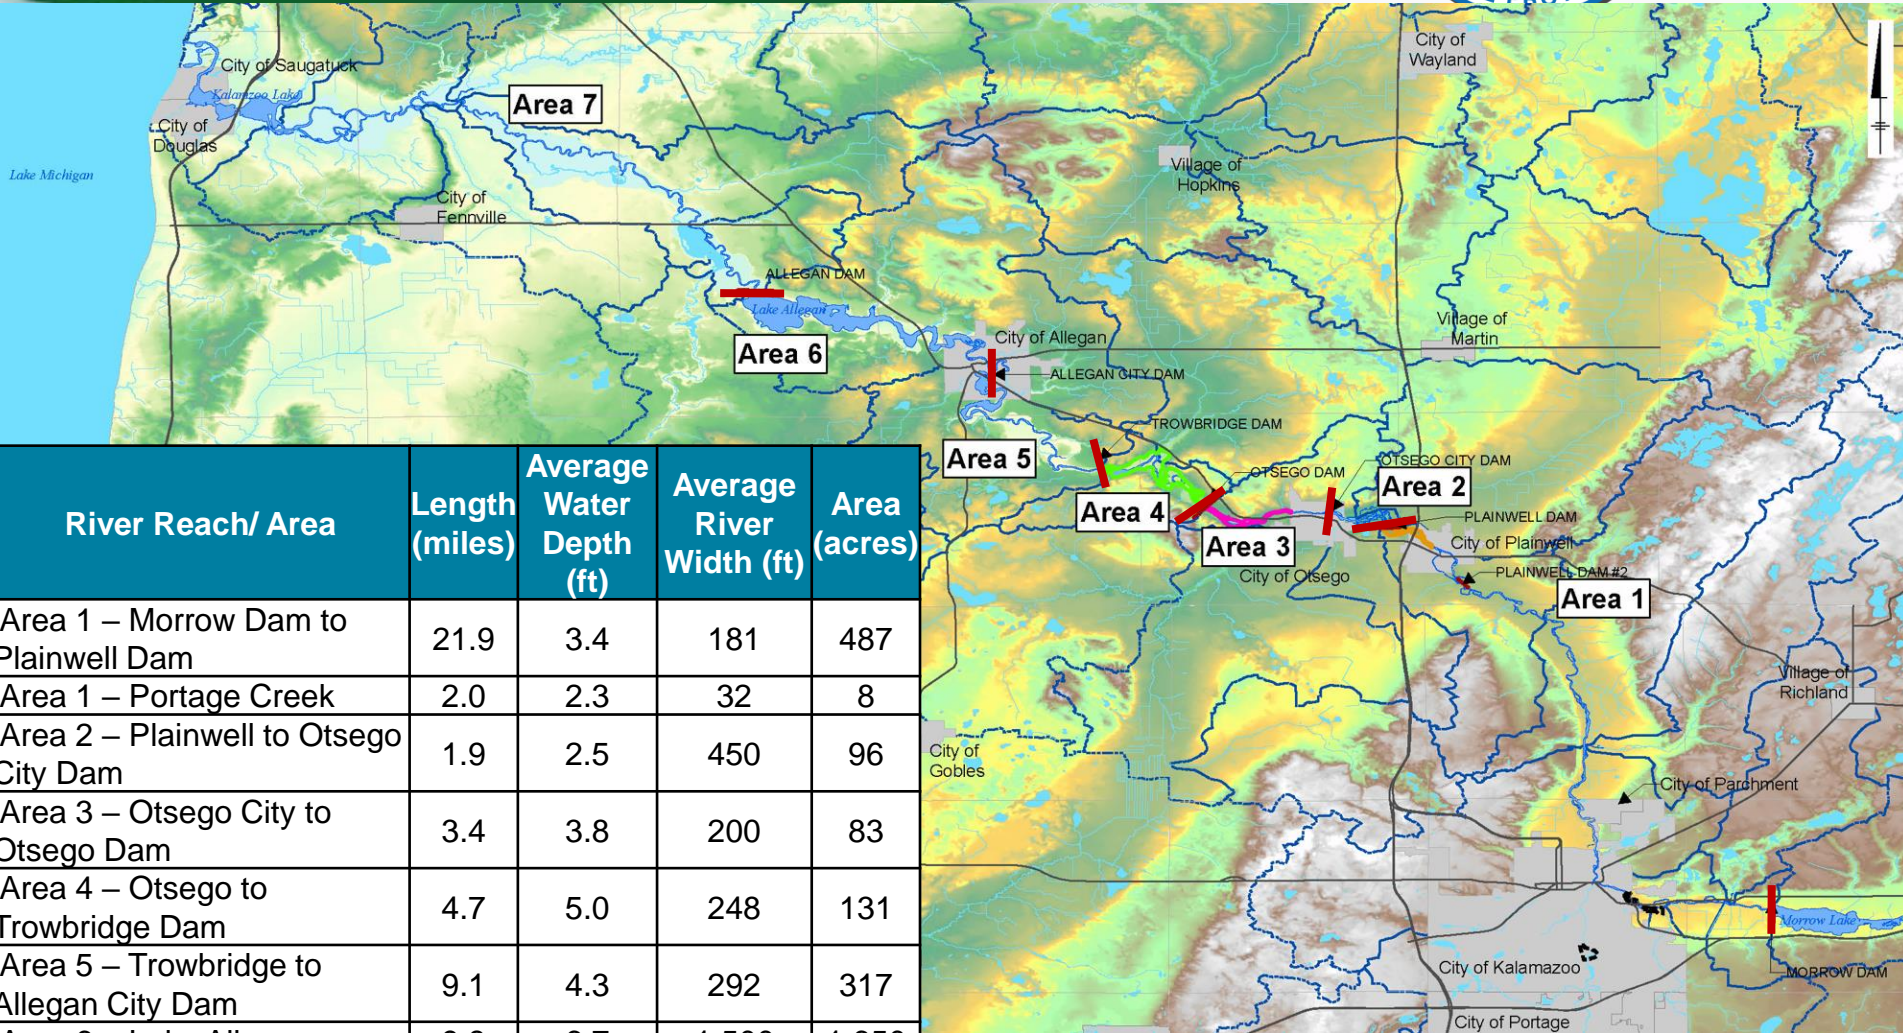 City of
Wayland
City of Saugatuck
Kalamazoo Lake
Area 7
City of
Douglas
Village of
Hopkins
Lake Michigan
City of
Fennville
ALLEGAN DAM
Lake Allegan
Village of
Martin
City of Allegan
Area 6
ALLEGAN CITY DAM
TROWBRIDGE DAM
Area 5
OTSEGO DAM
OTSEGO CITY DAM
Area 2
Area 4
PLAINWELL DAM
Area 3
City of Plainwell
City of Otsego
PLAINWELL DAM #2
Area 1
Village of
Richland
City of
Gobles
City of Parchment
Morrow Lake
City of Kalamazoo
MORROW DAM
City of Portage
River Reach/ Area
Length
(miles)
Average
Water
Depth
(ft)
Average
River
Width (ft)
Area
(acres)
Area 1 – Morrow Dam to
Plainwell Dam
21.9
3.4
181
487
Area 1 – Portage Creek
2.0
2.3
32
8
Area 2 – Plainwell to Otsego
City Dam
1.9
2.5
450
96
Area 3 – Otsego City to
Otsego Dam
3.4
3.8
200
83
Area 4 – Otsego to
Trowbridge Dam
4.7
5.0
248
131
Area 5 – Trowbridge to
Allegan City Dam
9.1
4.3
292
317